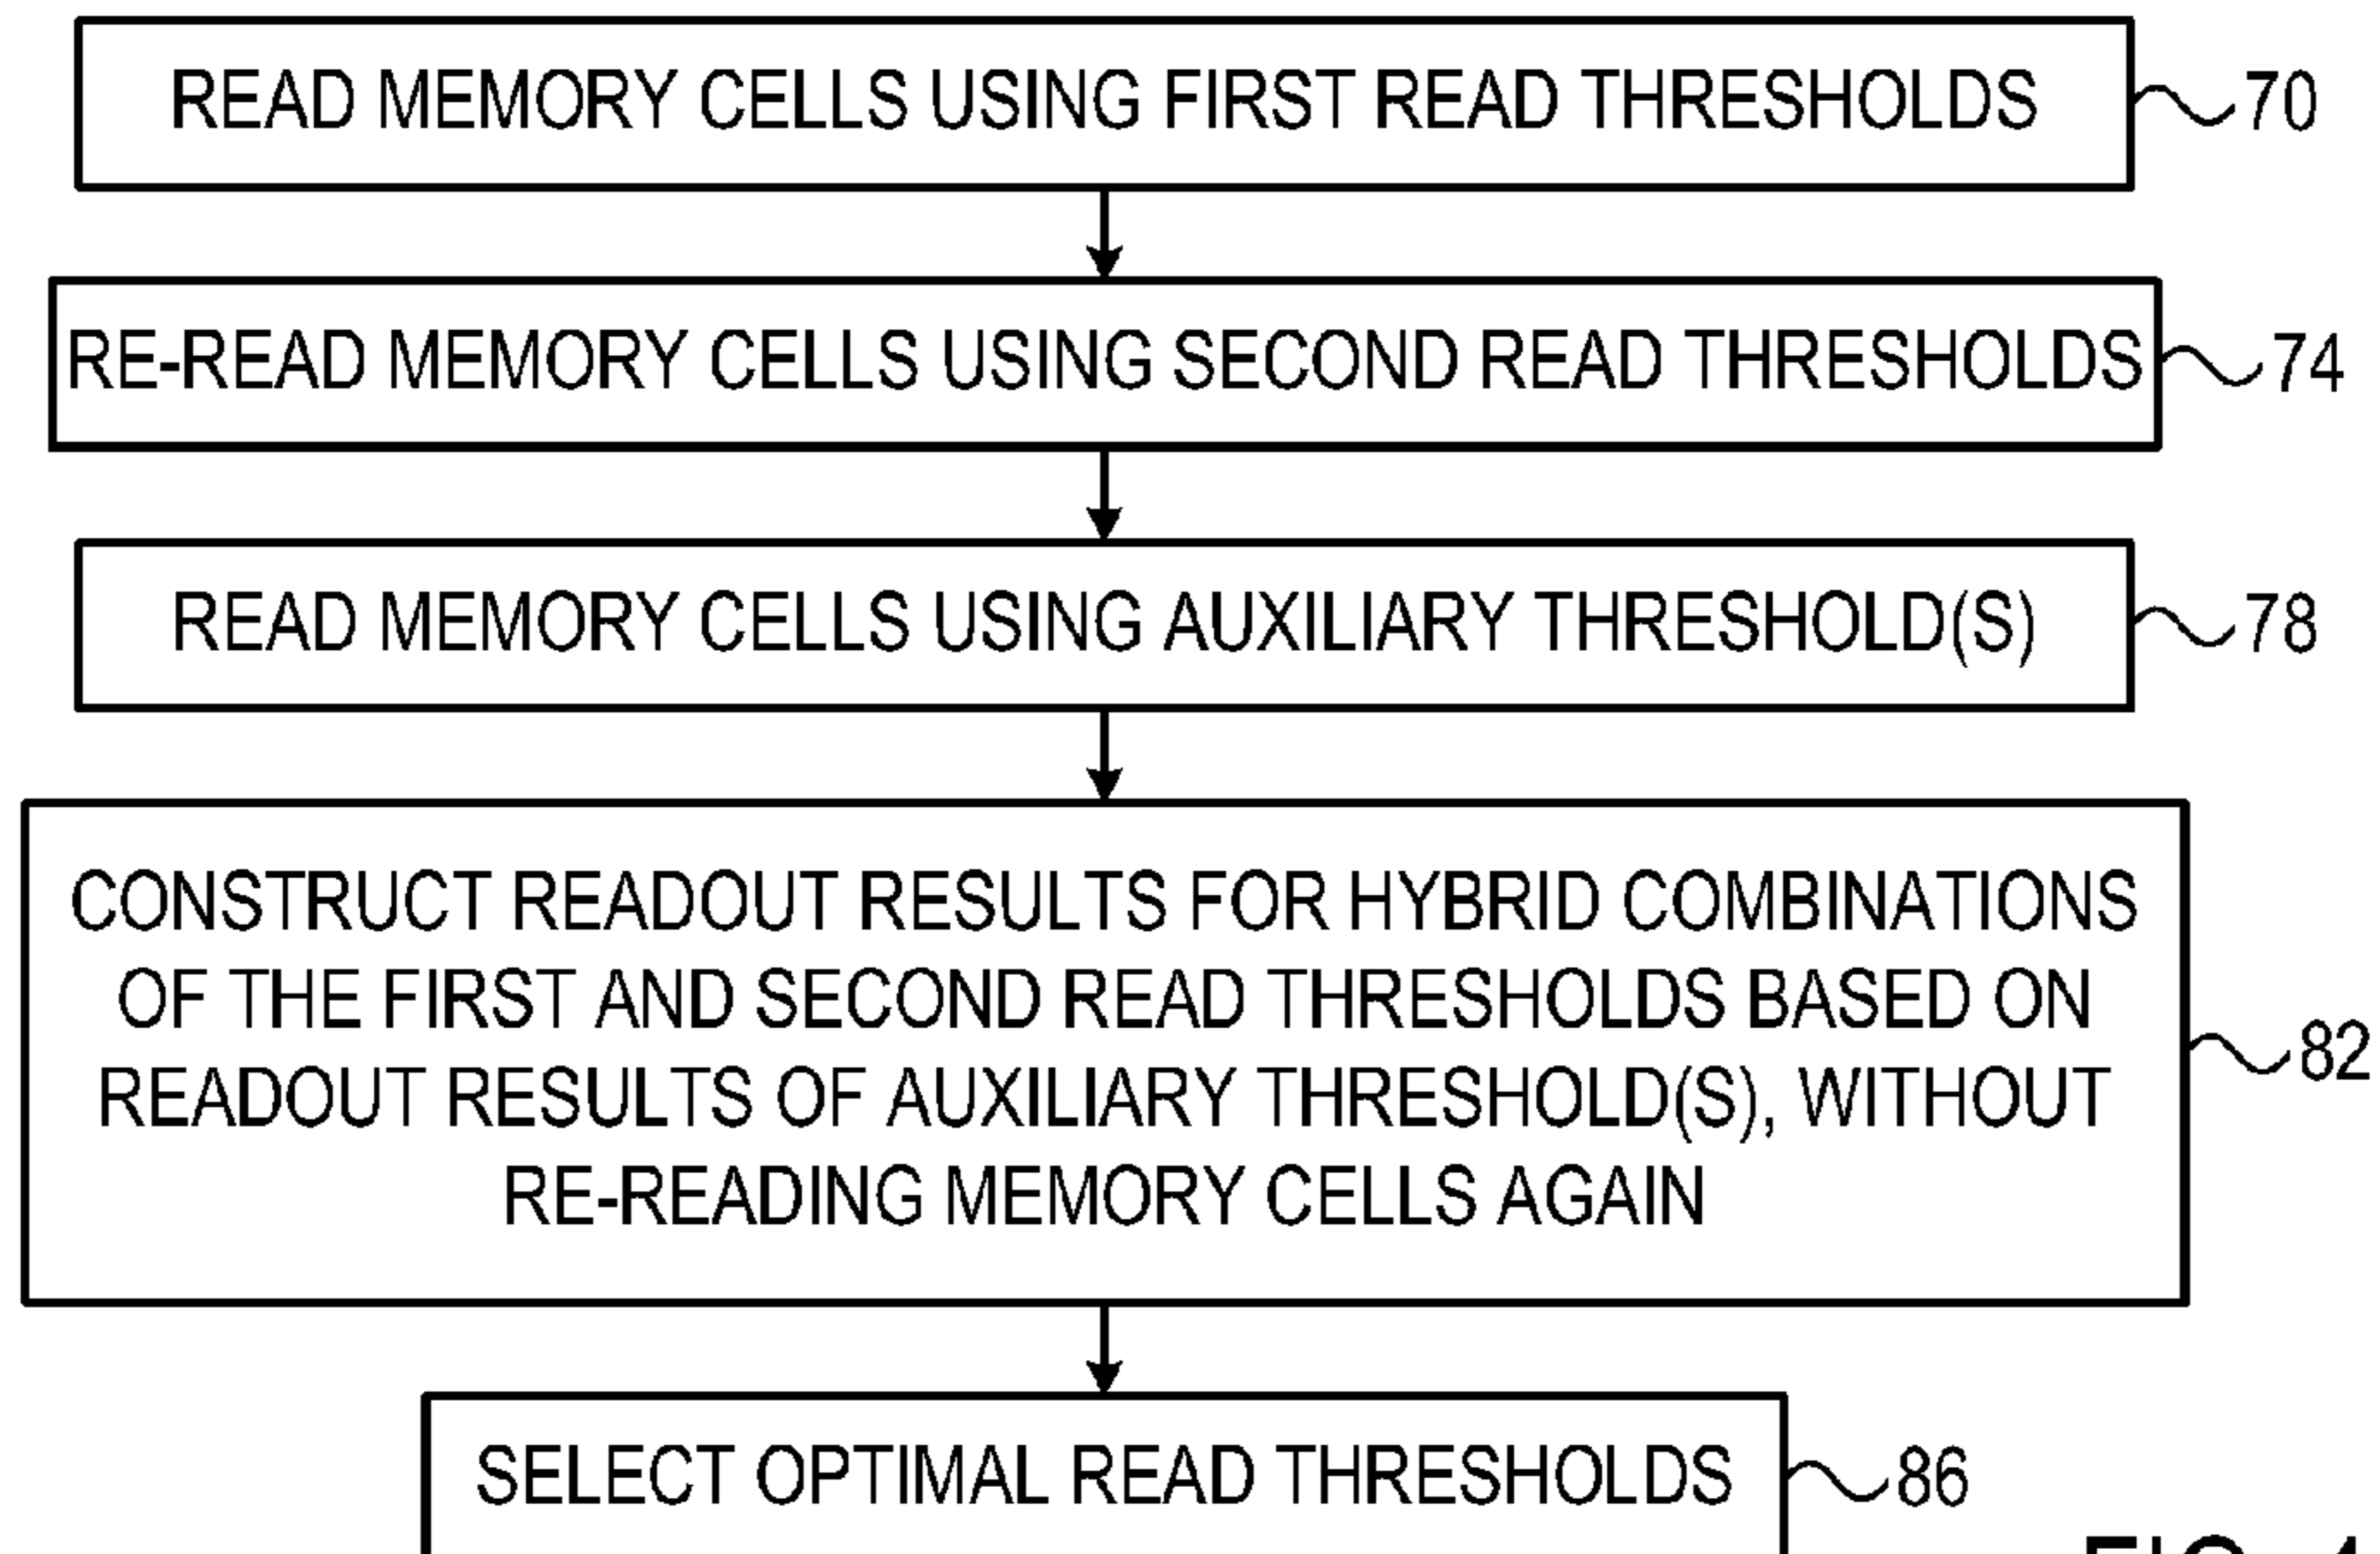 READ MEMORY CELLS USING FIRST READ THRESHOLDS
70
RE-READ MEMORY CELLS USING SECOND READ THRESHOLDS
74
READ MEMORY CELLS USING AUXILIARY THRESHOLD(S)
78
CONSTRUCT READOUT RESULTS FOR HYBRID COMBINATIONS
OF THE FIRST AND SECOND READ THRESHOLDS BASED ON
READOUT RESULTS OF AUXILIARY THRESHOLD(S), WITHOUT
RE-READING MEMORY CELLS AGAIN
82
SELECT OPTIMAL READ THRESHOLDS
86